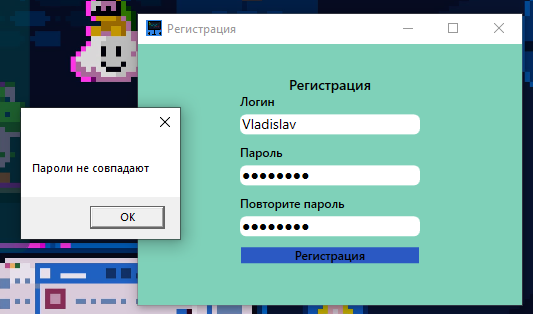 Регистрация
Регистрация
Логин
Vladislav
Пароль
●●●●●●●●
Повторите пароль
●●●●●●●●
Регистрация
Пароли не совпадают
OK